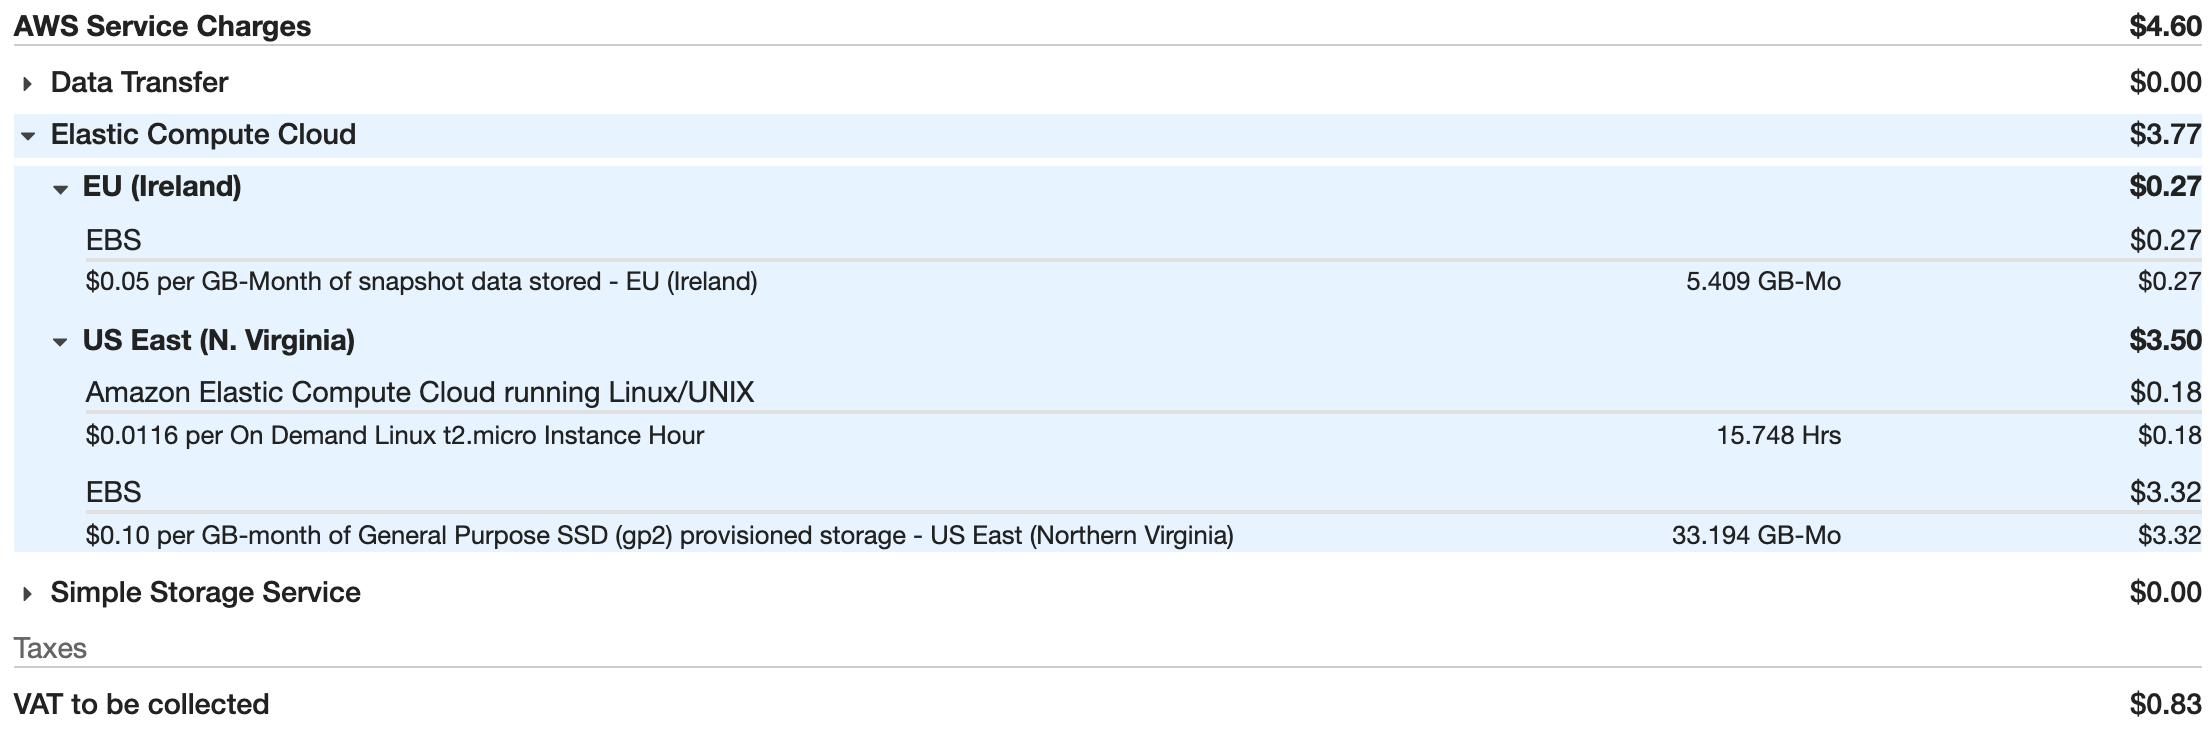 AWS Service Charges $4.60
Data Transfer $0.00
Elastic Compute Cloud $3.77
EU (Ireland) $0.27
EBS $0.27
$0.05 per GB-Month of snapshot data stored - EU (Ireland) 5.409 GB-Mo $0.27
US East (N. Virginia) $3.50
Amazon Elastic Compute Cloud running Linux/UNIX $0.18
$0.0116 per On Demand Linux t2.micro Instance Hour 15.748 Hrs $0.18
EBS $3.32
$0.10 per GB-month of General Purpose SSD (gp2) provisioned storage - US East (Northern Virginia) 33.194 GB-Mo $3.32
Simple Storage Service $0.00
Taxes
VAT to be collected $0.83